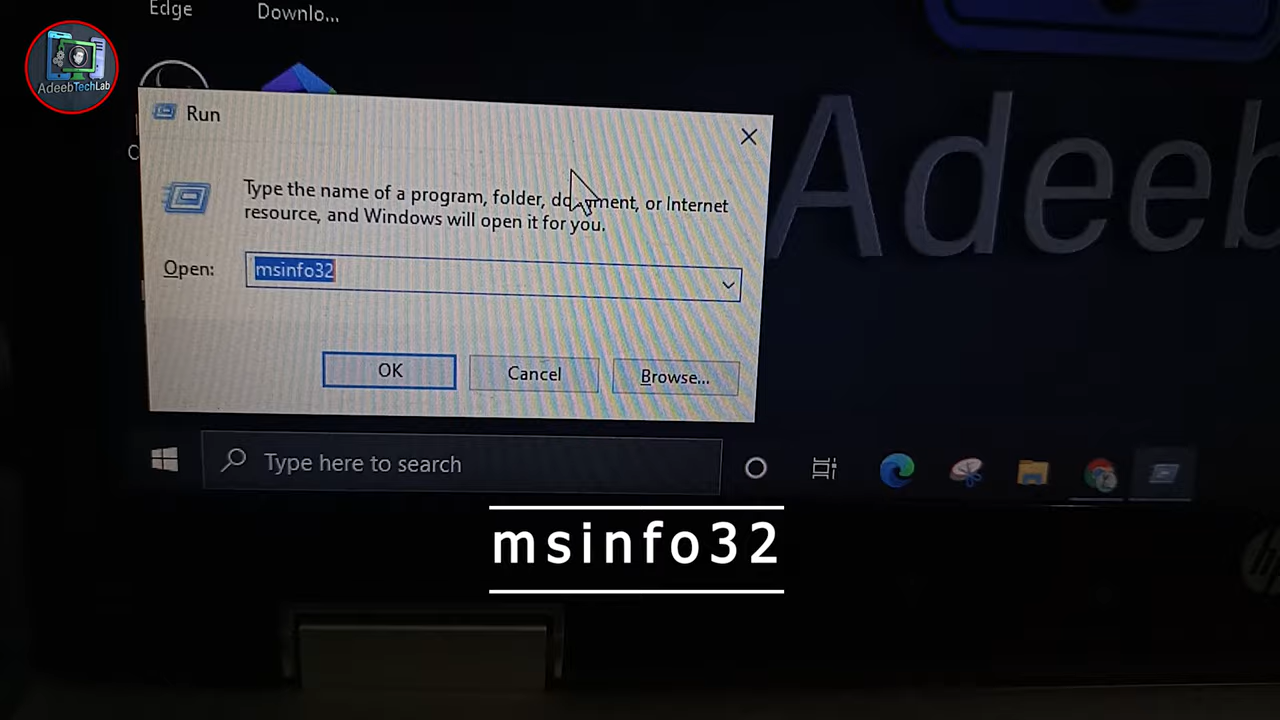 Edge
Downlo...
AdeebTechLab
Run
Type the name of a program, folder, document, or Internet
resource, and Windows will open it for you.
Open:
msinfo32
OK
Cancel
Browse...
Adeeb
Type here to search
msinfo32
hp